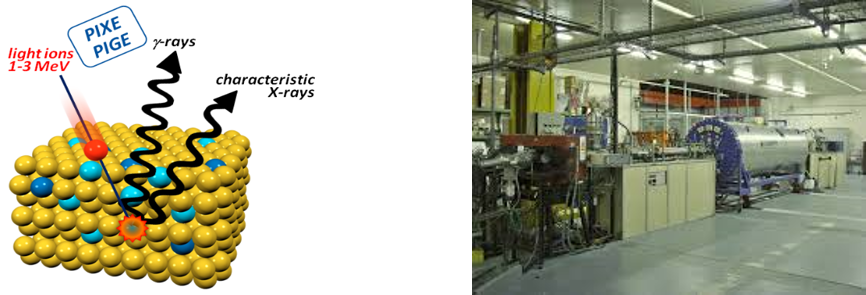 PIXE
PIGE
light ions
1-3 MeV
γ-rays
characteristic
X-rays